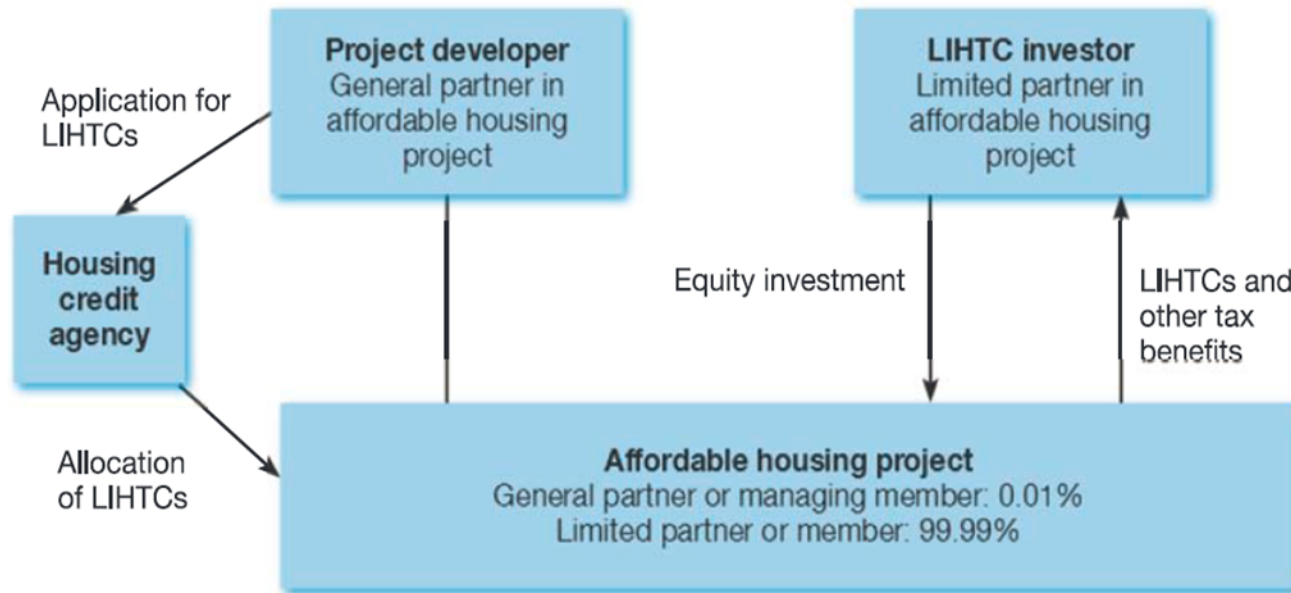 Project developer
General partner in
affordable housing
project
LIHTC investor
Limited partner in
affordable housing
project
Application for
LIHTCs
Housing
credit
agency
Equity investment
LIHTCs and
other tax
benefits
Allocation
of LIHTCs
Affordable housing project
General partner or managing member: 0.01%
Limited partner or member: 99.99%